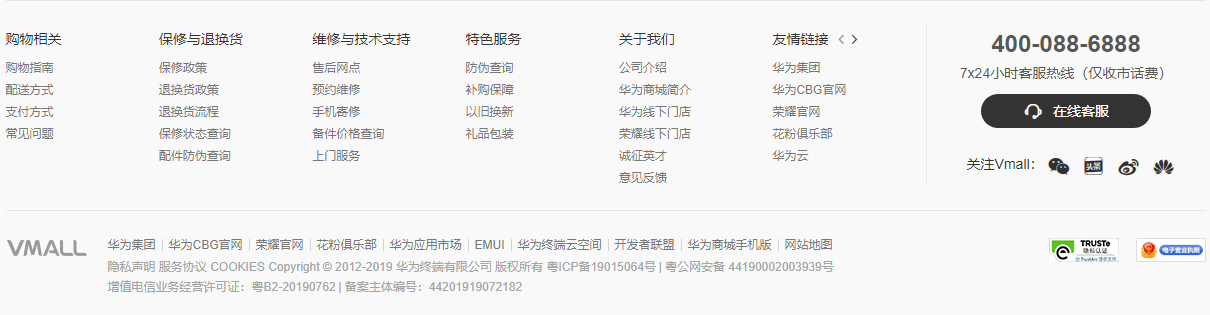 购物相关
购物指南
配送方式
支付方式
常见问题
保修与退换货
保修政策
退换货政策
退换货流程
保修状态查询
配件防伪查询
维修与技术支持
售后网点
预约维修
手机寄修
备件价格查询
上门服务
特色服务
防伪查询
补购保障
以旧换新
礼品包装
关于我们
公司介绍
华为商城简介
华为线下门店
荣耀线下门店
诚征英才
意见反馈
友情链接 < >
华为集团
华为CBG官网
荣耀官网
花粉俱乐部
华为云
400-088-6888
7x24小时客服热线（仅收市话费）
在线客服
关注Vmall：
头条
VMALL
华为集团 | 华为CBG官网 | 荣耀官网 | 花粉俱乐部 | 华为应用市场 | EMUI | 华为终端云空间 | 开发者联盟 | 华为商城手机版 | 网站地图
隐私声明 服务协议 COOKIES Copyright © 2012-2019 华为终端有限公司 版权所有 粤ICP备19015064号 | 粤公网安备 44190002003939号
增值电信业务经营许可证：粤B2-20190762 | 备案主体编号：44201919072182
TRUSTe
隐私认证
由 TrustArc 提供支持
电子营业执照